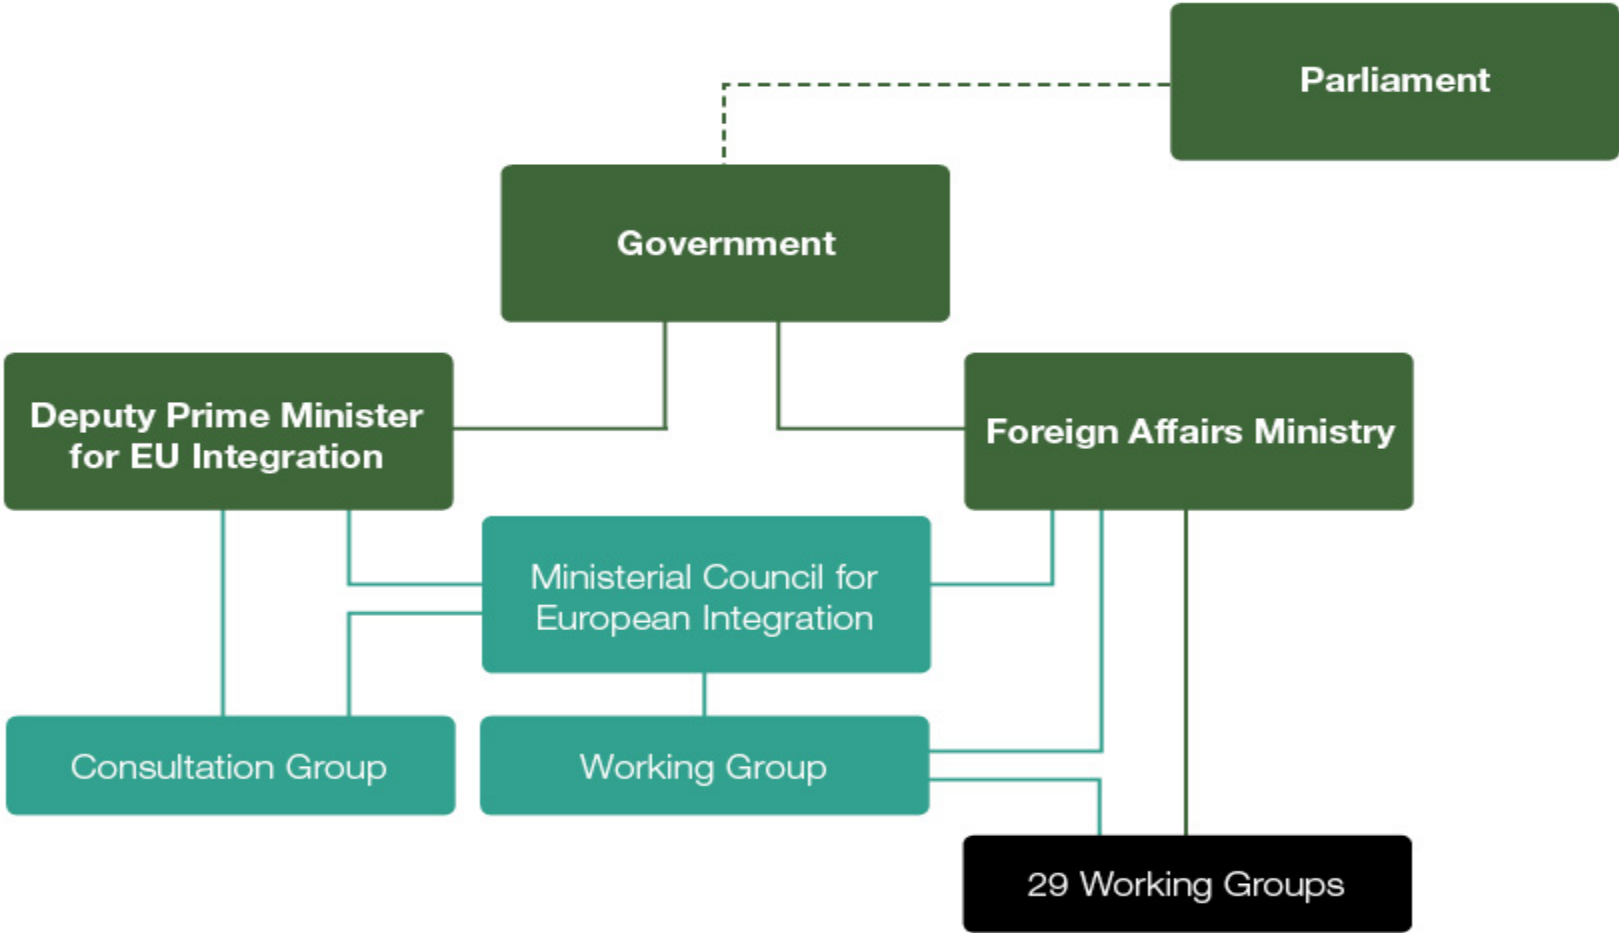 Parliament
Government
Deputy Prime Minister
for EU Integration
Foreign Affairs Ministry
Ministerial Council for
European Integration
Consultation Group
Working Group
29 Working Groups